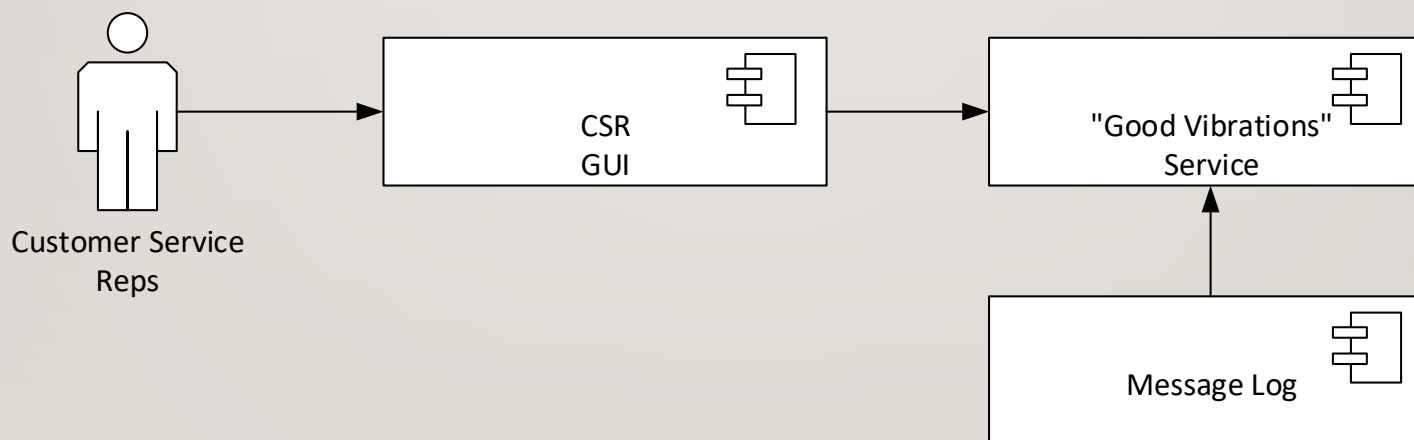 CSR
GUI
"Good Vibrations"
Service
Customer Service
Reps
Message Log